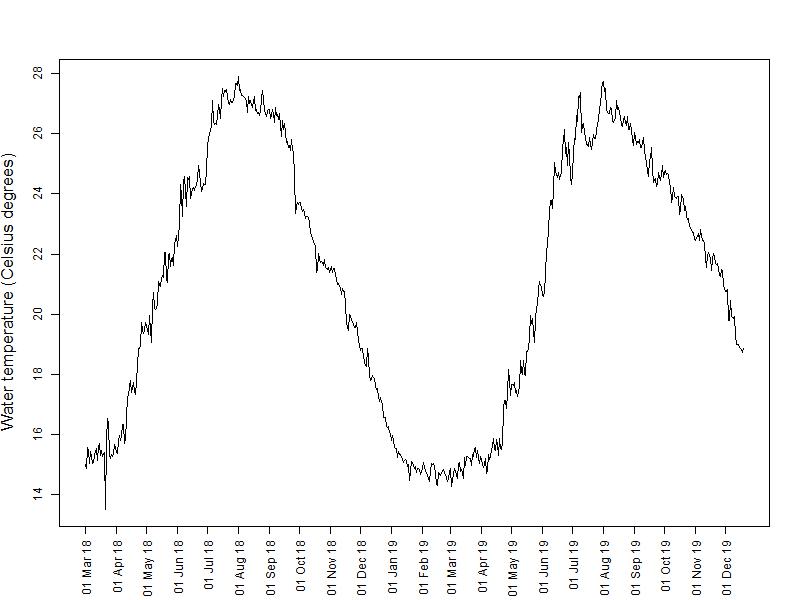 Water temperature (Celsius degrees)
28
26
24
22
20
18
16
14
01 Mar 18
01 Apr 18
01 May 18
01 Jun 18
01 Jul 18
01 Aug 18
01 Sep 18
01 Oct 18
01 Nov 18
01 Dec 18
01 Jan 19
01 Feb 19
01 Mar 19
01 Apr 19
01 May 19
01 Jun 19
01 Jul 19
01 Aug 19
01 Sep 19
01 Oct 19
01 Nov 19
01 Dec 19